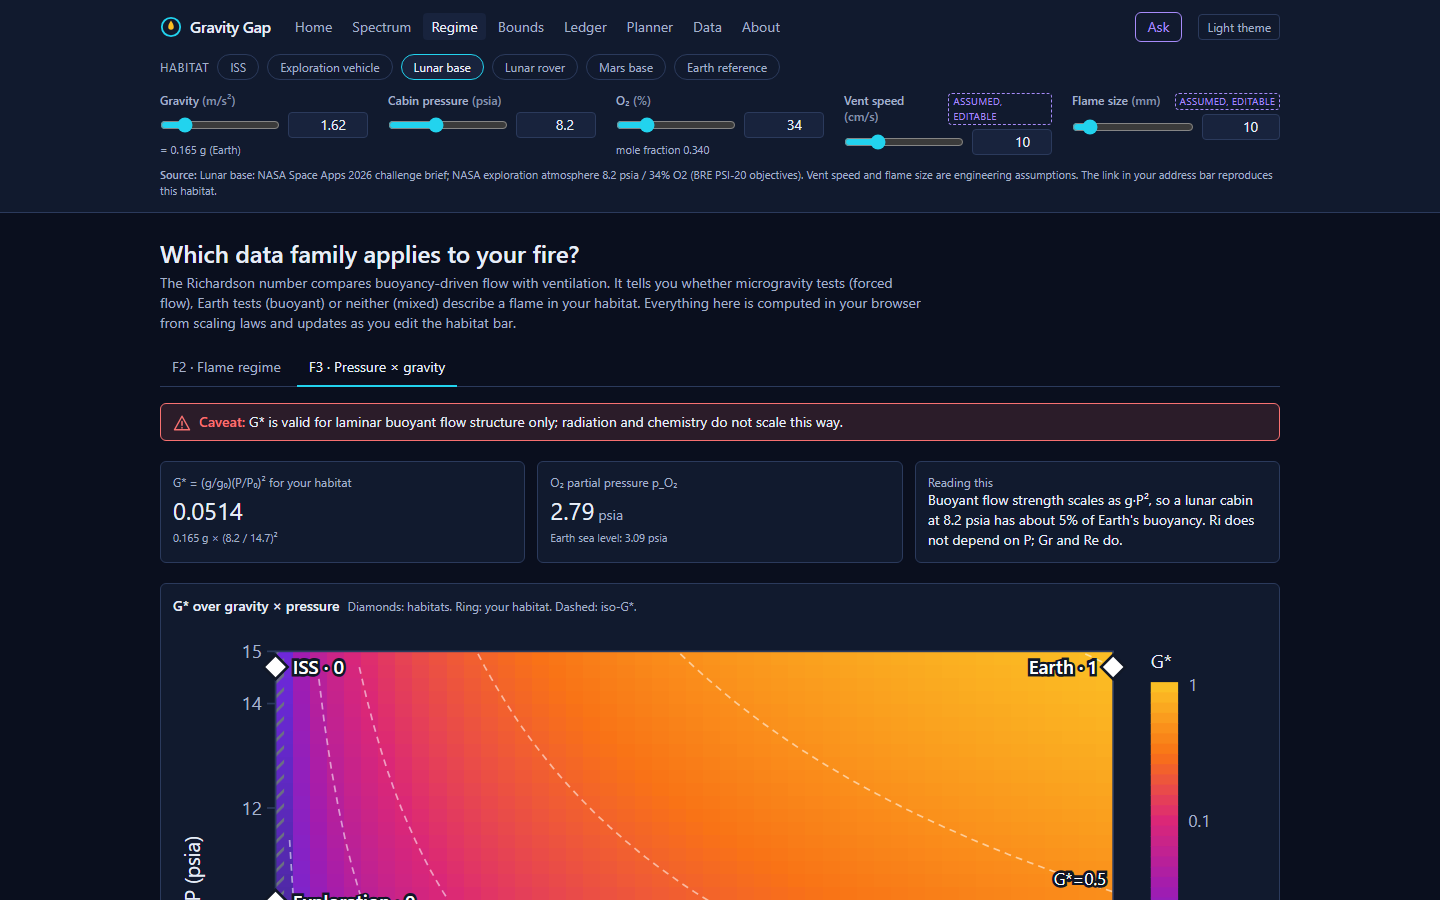 Gravity Gap Home Spectrum Regime Bounds Ledger Planner Data About Ask Light theme
HABITAT ISS Exploration vehicle Lunar base Lunar rover Mars base Earth reference
Gravity (m/s²) Cabin pressure (psia) O₂ (%) Vent speed (cm/s) ASSUMED, EDITABLE Flame size (mm) ASSUMED, EDITABLE
1.62 8.2 34 10 10
= 0.165 g (Earth) mole fraction 0.340
Source: Lunar base: NASA Space Apps 2026 challenge brief; NASA exploration atmosphere 8.2 psia / 34% O2 (BRE PSI-20 objectives). Vent speed and flame size are engineering assumptions. The link in your address bar reproduces
this habitat.
Which data family applies to your fire?
The Richardson number compares buoyancy-driven flow with ventilation. It tells you whether microgravity tests (forced
flow), Earth tests (buoyant) or neither (mixed) describe a flame in your habitat. Everything here is computed in your browser
from scaling laws and updates as you edit the habitat bar.
F2 · Flame regime F3 · Pressure × gravity
Caveat: G* is valid for laminar buoyant flow structure only; radiation and chemistry do not scale this way.
G* = (g/g₀)(P/P₀)² for your habitat
0.0514
0.165 g × (8.2 / 14.7)²
O₂ partial pressure p_O₂
2.79 psia
Earth sea level: 3.09 psia
Reading this
Buoyant flow strength scales as g·P², so a lunar cabin
at 8.2 psia has about 5% of Earth's buoyancy. Ri does
not depend on P; Gr and Re do.
G* over gravity × pressure Diamonds: habitats. Ring: your habitat. Dashed: iso-G*.
15
ISS · 0
Earth · 1
G*
1
14
12
0.1
P (psia)
G*=0.5
Exploration · 0